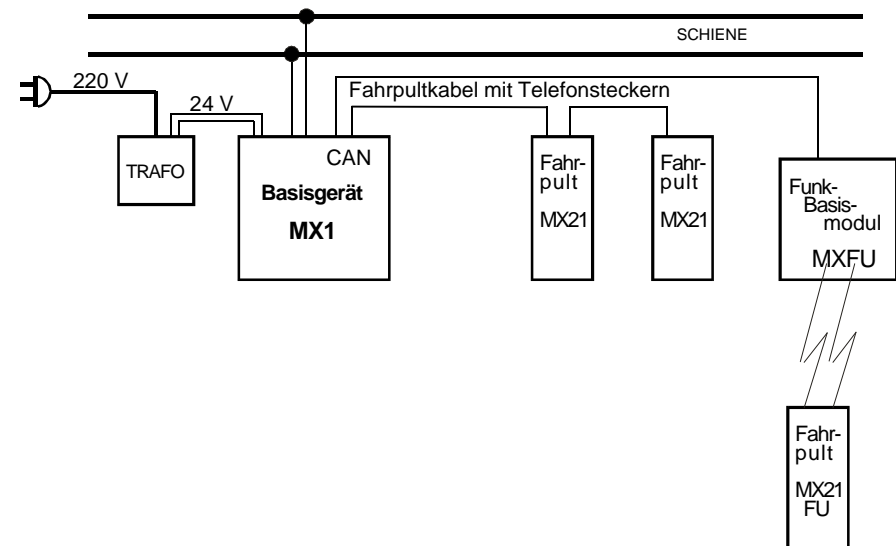 SCHIENE
220 V
24 V
Fahrpultkabel mit Telefonsteckern
TRAFO
CAN
Basisgerät
MX1
Fahr-
pult
MX21
Fahr-
pult
MX21
Funk-
Basis-
modul
MXFU
Fahr-
pult
MX21
FU